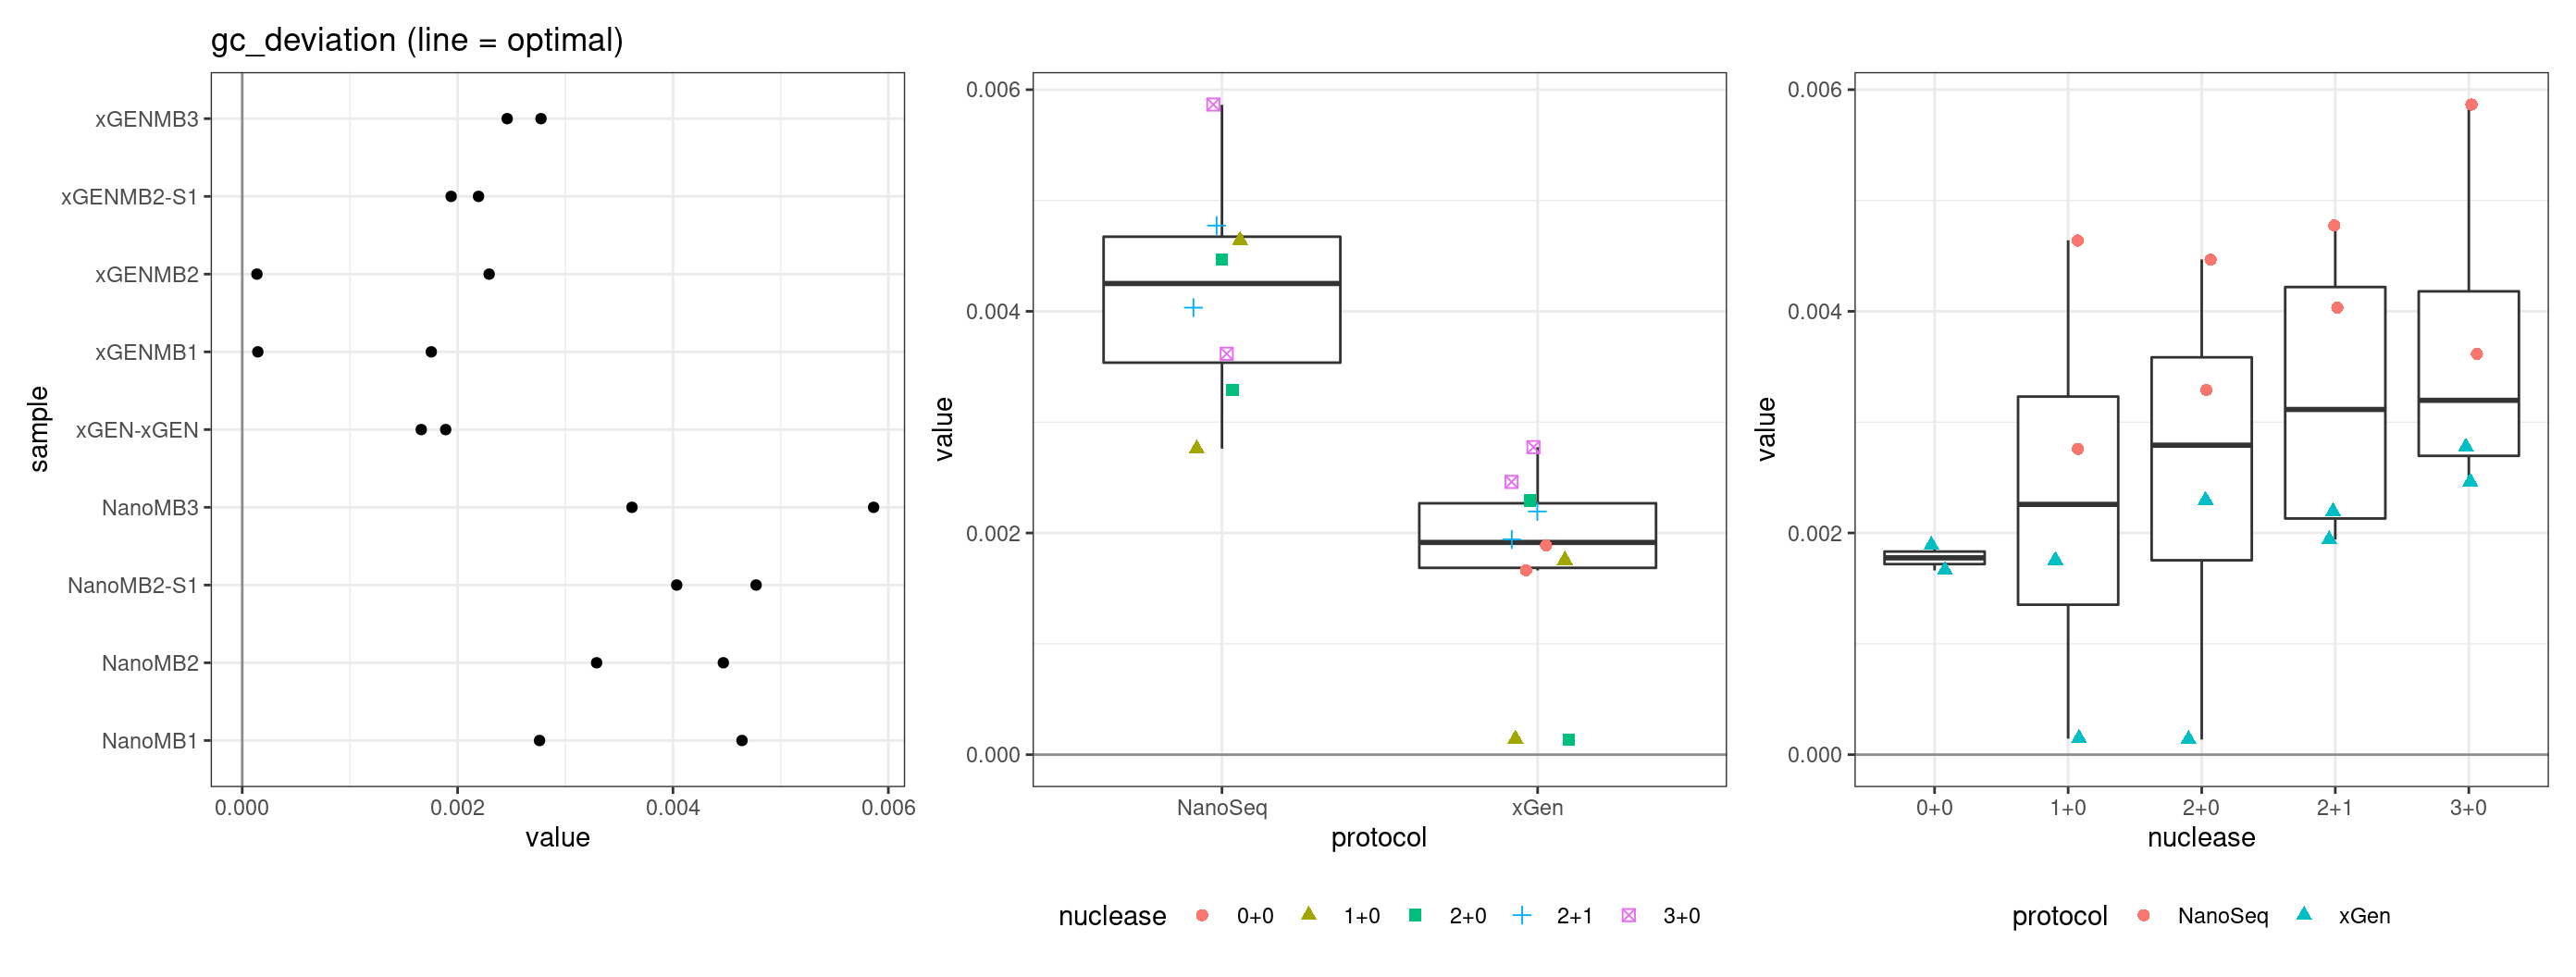 gc_deviation (line = optimal)
sample
xGENMB3
xGENMB2-S1
xGENMB2
xGENMB1
xGEN-xGEN
NanoMB3
NanoMB2-S1
NanoMB2
NanoMB1
0.000 0.002 0.004 0.006
value
value
0.006
0.004
0.002
0.000
NanoSeq xGen
protocol
nuclease 0+0 1+0 2+0 2+1 3+0
value
0.006
0.004
0.002
0.000
0+0 1+0 2+0 2+1 3+0
nuclease
protocol NanoSeq xGen